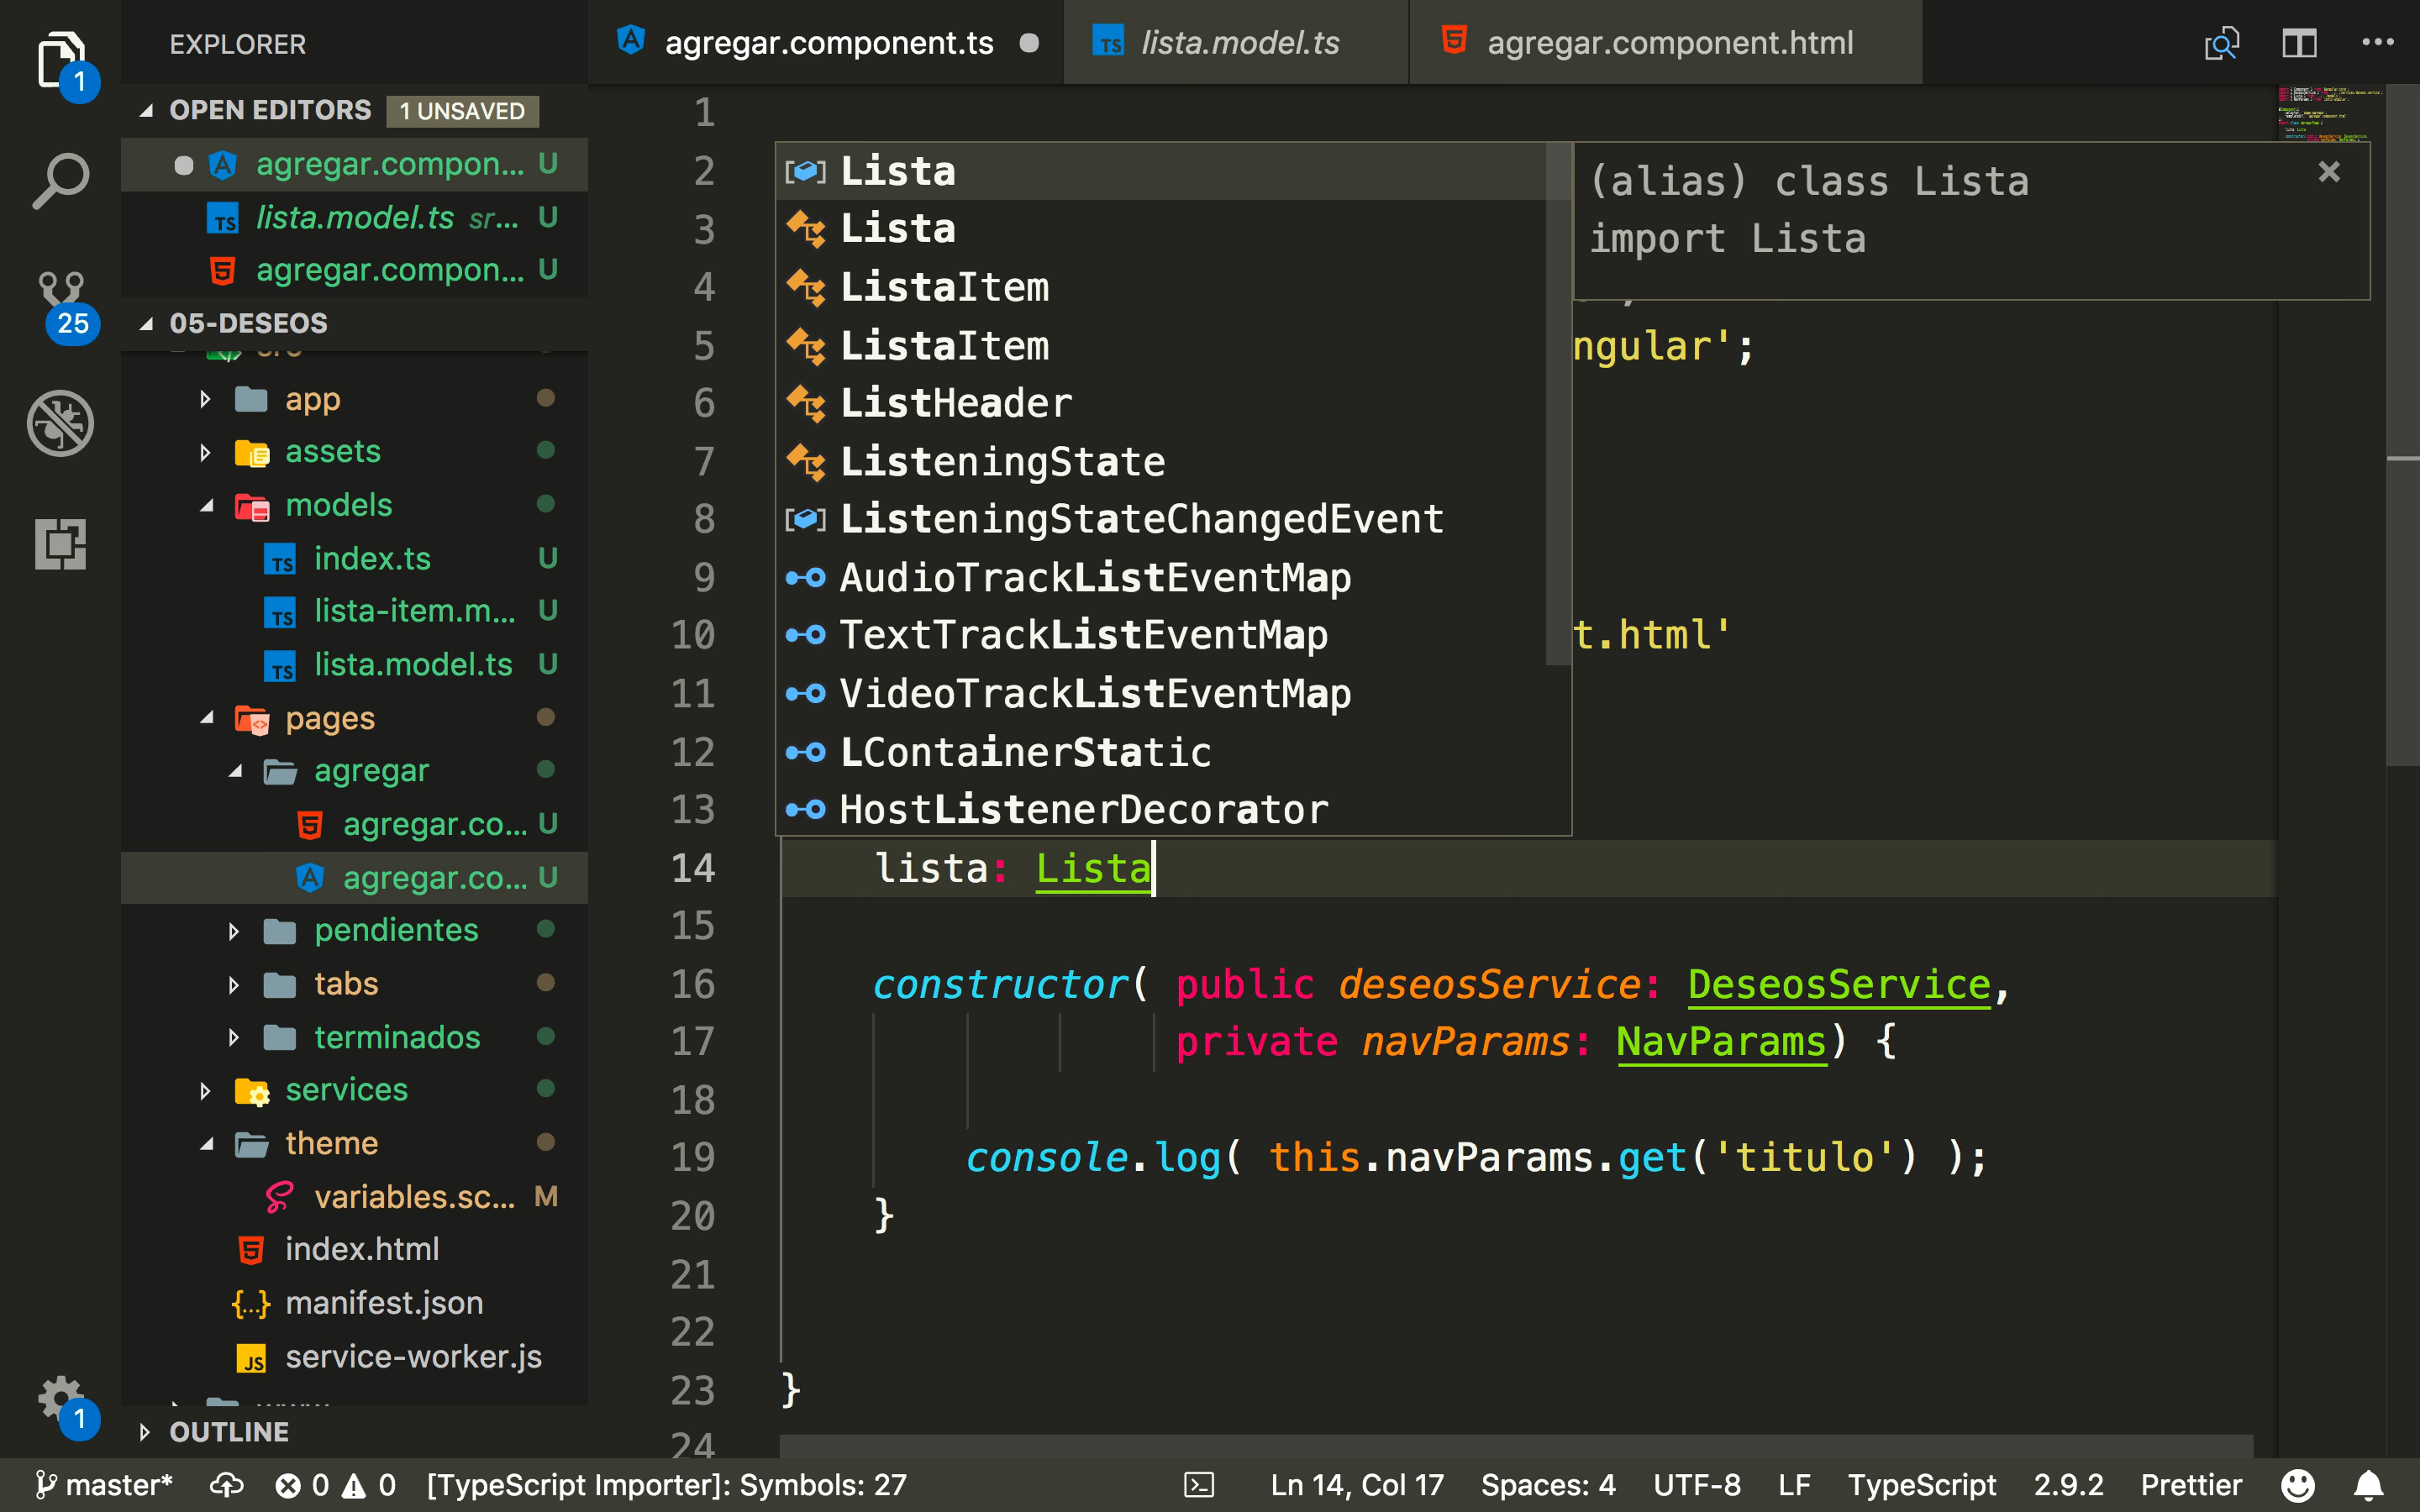 EXPLORER
OPEN EDITORS 1 UNSAVED
agregar.compon... U
lista.model.ts sr... U
agregar.compon... U
05-DESEOS
app
assets
models
index.ts U
lista-item.m... U
lista.model.ts U
pages
agregar
agregar.co... U
agregar.co... U
pendientes
tabs
terminados
services
theme
variables.sc... M
index.html
manifest.json
service-worker.js
OUTLINE
1
25
1
agregar.component.ts
lista.model.ts
agregar.component.html
1
2
3
4
5 ngular';
6
7
8
9
10 t.html'
11
12
13
Lista
Lista
ListaItem
ListaItem
ListHeader
ListeningState
ListeningStateChangedEvent
AudioTrackListEventMap
TextTrackListEventMap
VideoTrackListEventMap
LContainerStatic
HostListenerDecorator
(alias) class Lista
import Lista
14 lista: Lista
15
16 constructor( public deseosService: DeseosService,
17 private navParams: NavParams) {
18
19 console.log( this.navParams.get('titulo') );
20 }
21
22
23 }
24
master* 0 0 [TypeScript Importer]: Symbols: 27 Ln 14, Col 17 Spaces: 4 UTF-8 LF TypeScript 2.9.2 Prettier